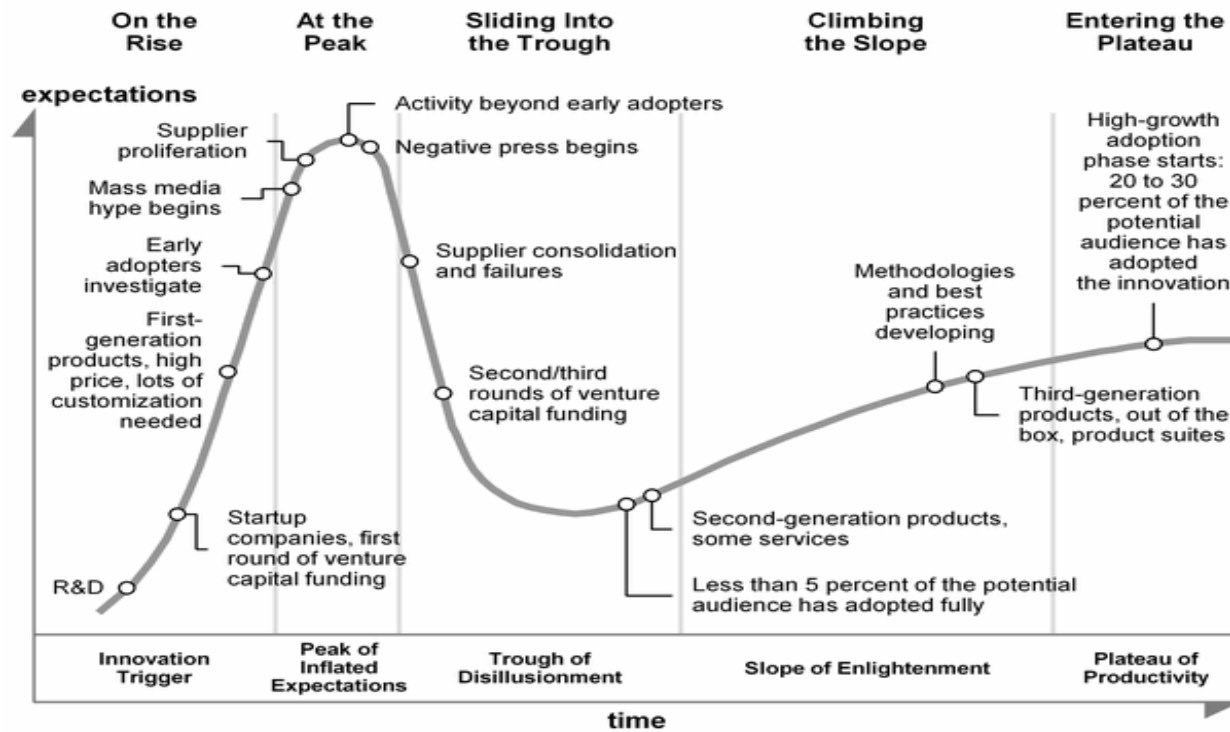 On the
Rise
At the
Peak
Sliding Into
the Trough
Climbing
the Slope
Entering the
Plateau
expectations
Activity beyond early adopters
Supplier
proliferation
Negative press begins
Mass media
hype begins
Early
adopters
investigate
First-
generation
products, high
price, lots of
customization
needed
Startup
companies, first
round of venture
capital funding
R&D
Supplier consolidation
and failures
Second/third
rounds of venture
capital funding
Second-generation products,
some services
Less than 5 percent of the potential
audience has adopted fully
Methodologies
and best
practices
developing
Third-generation
products, out of the
box, product suites
High-growth
adoption
phase starts:
20 to 30
percent of the
potential
audience has
adopted
the innovation
Innovation
Trigger
Peak of
Inflated
Expectations
Trough of
Disillusionment
Slope of Enlightenment
Plateau of
Productivity
time